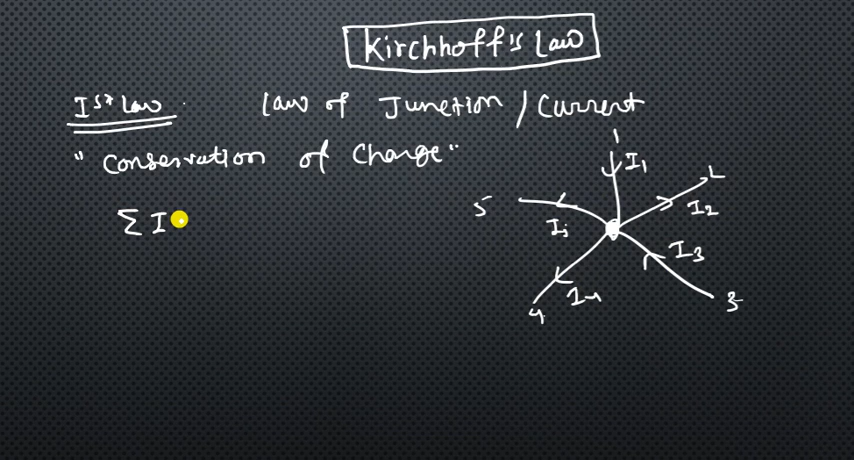 Kirchhoff's Law
Ist Law. Law of Junction / Current
"Conservation of Charge"
1
I1
2
I2
5
I5
ΣI
I3
3
I4
4